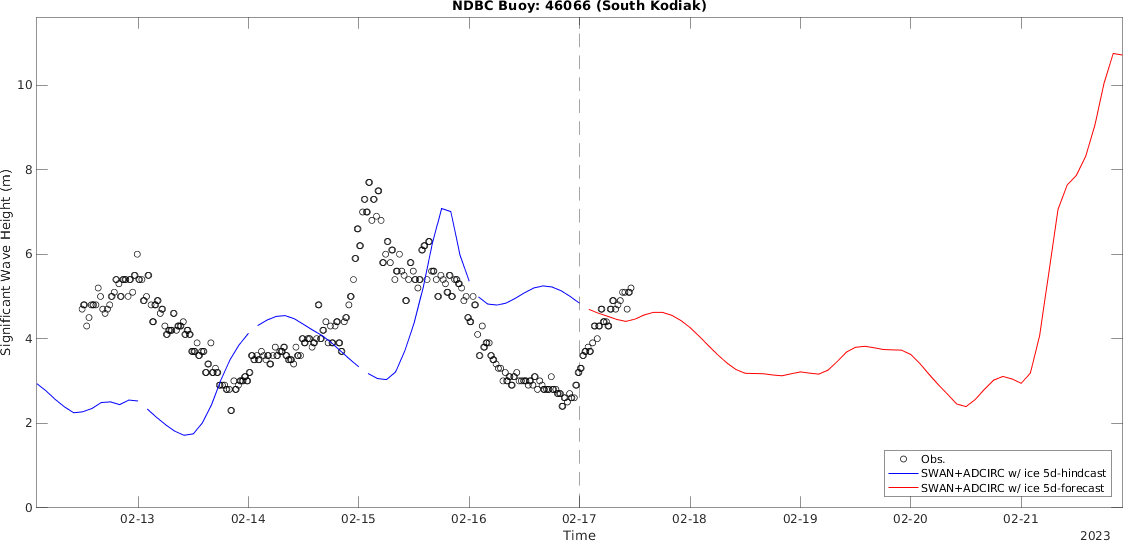 NDBC Buoy: 46066 (South Kodiak)
Significant Wave Height (m)
10
8
6
4
2
0
Obs.
SWAN+ADCIRC w/ ice 5d-hindcast
SWAN+ADCIRC w/ ice 5d-forecast
02-13 02-14 02-15 02-16 02-17 02-18 02-19 02-20 02-21
Time
2023